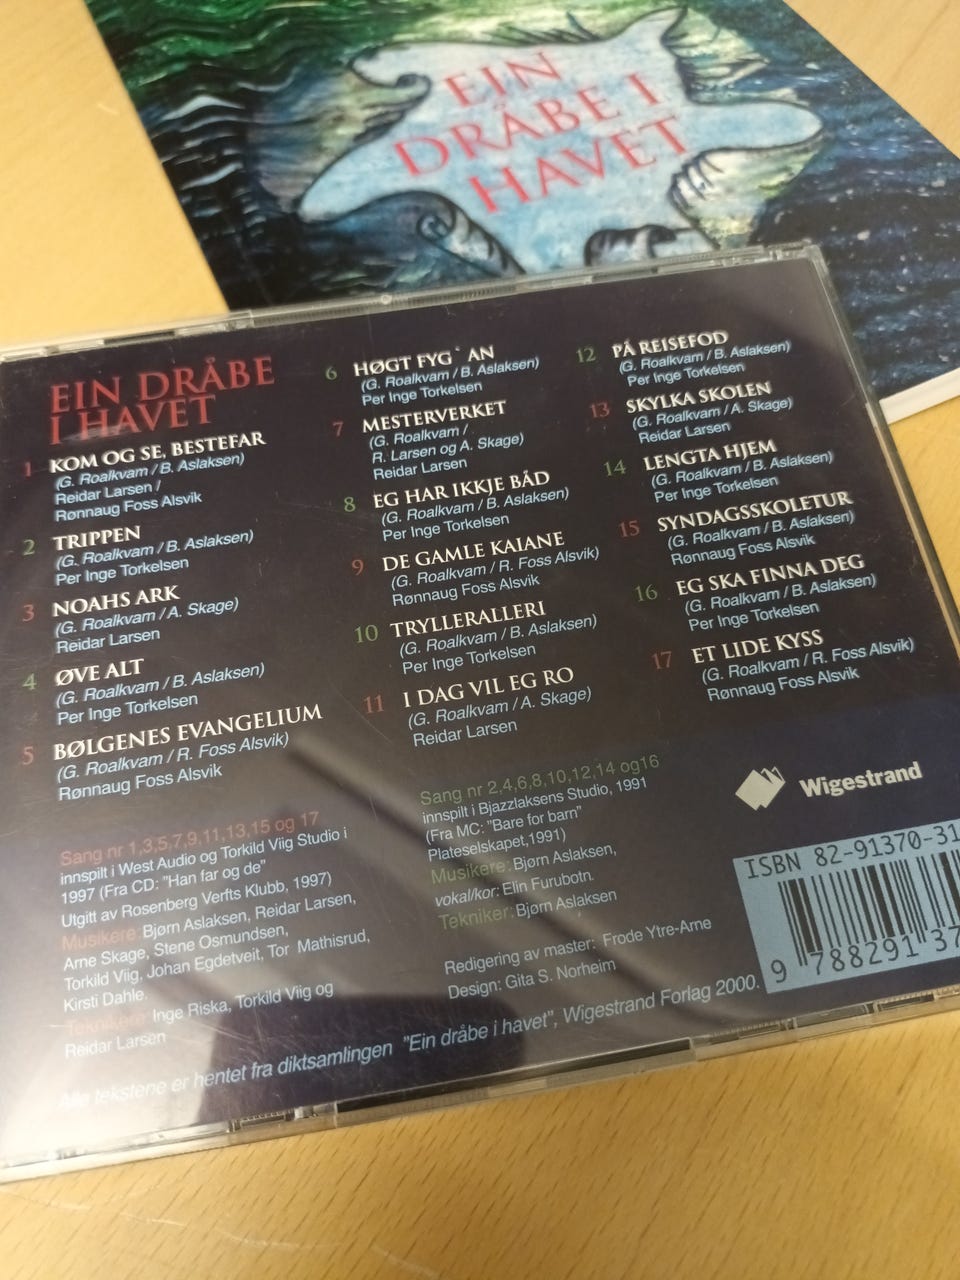 EIN
DRÅBE I
HAVET
EIN DRÅBE
I HAVET
1 KOM OG SE, BESTEFAR
(G. Roalkvam / B. Aslaksen)
Reidar Larsen /
Rønnaug Foss Alsvik
2 TRIPPEN
(G. Roalkvam / B. Aslaksen)
Per Inge Torkelsen
3 NOAHS ARK
(G. Roalkvam / A. Skage)
Reidar Larsen
4 ØVE ALT
(G. Roalkvam / B. Aslaksen)
Per Inge Torkelsen
5 BØLGENES EVANGELIUM
(G. Roalkvam / R. Foss Alsvik)
Rønnaug Foss Alsvik
6 HØGT FYG` AN
(G. Roalkvam / B. Aslaksen)
Per Inge Torkelsen
7 MESTERVERKET
(G. Roalkvam /
R. Larsen og A. Skage)
Reidar Larsen
8 EG HAR IKKJE BÅD
(G. Roalkvam / B. Aslaksen)
Per Inge Torkelsen
9 DE GAMLE KAIANE
(G. Roalkvam / R. Foss Alsvik)
Rønnaug Foss Alsvik
10 TRYLLERALLERI
(G. Roalkvam / B. Aslaksen)
Per Inge Torkelsen
11 I DAG VIL EG RO
(G. Roalkvam / A. Skage)
Reidar Larsen
12 PÅ REISEFOD
(G. Roalkvam / B. Aslaksen)
Per Inge Torkelsen
13 SKYLKA SKOLEN
(G. Roalkvam / A. Skage)
Reidar Larsen
14 LENGTA HJEM
(G. Roalkvam / B. Aslaksen)
Per Inge Torkelsen
15 SYNDAGSSKOLETUR
(G. Roalkvam / B. Aslaksen)
Rønnaug Foss Alsvik
16 EG SKA FINNA DEG
(G. Roalkvam / B. Aslaksen)
Per Inge Torkelsen
17 ET LIDE KYSS
(G. Roalkvam / R. Foss Alsvik)
Rønnaug Foss Alsvik
Sang nr 1,3,5,7,9,11,13,15 og 17
innspilt i West Audio og Torkild Viig Studio i
1997 (Fra CD: "Han far og de"
Utgitt av Rosenberg Verfts Klubb, 1997)
Musikere: Bjørn Aslaksen, Reidar Larsen,
Arne Skage, Stene Osmundsen,
Torkild Viig, Johan Egdetveit, Tor Mathisrud,
Kirsti Dahle.
Teknikere: Inge Riska, Torkild Viig og
Reidar Larsen
Sang nr 2,4,6,8,10,12,14 og16
innspilt i Bjazzlaksens Studio, 1991
(Fra MC: "Bare for barn"
Plateselskapet,1991)
Musikere: Bjørn Aslaksen,
vokal/kor: Elin Furubotn.
Tekniker: Bjørn Aslaksen
Redigering av master: Frode Ytre-Arne
Design: Gita S. Norheim
Alle tekstene er hentet fra diktsamlingen "Ein dråbe i havet", Wigestrand Forlag 2000.
Wigestrand
ISBN 82-91370-31
9 788291 37